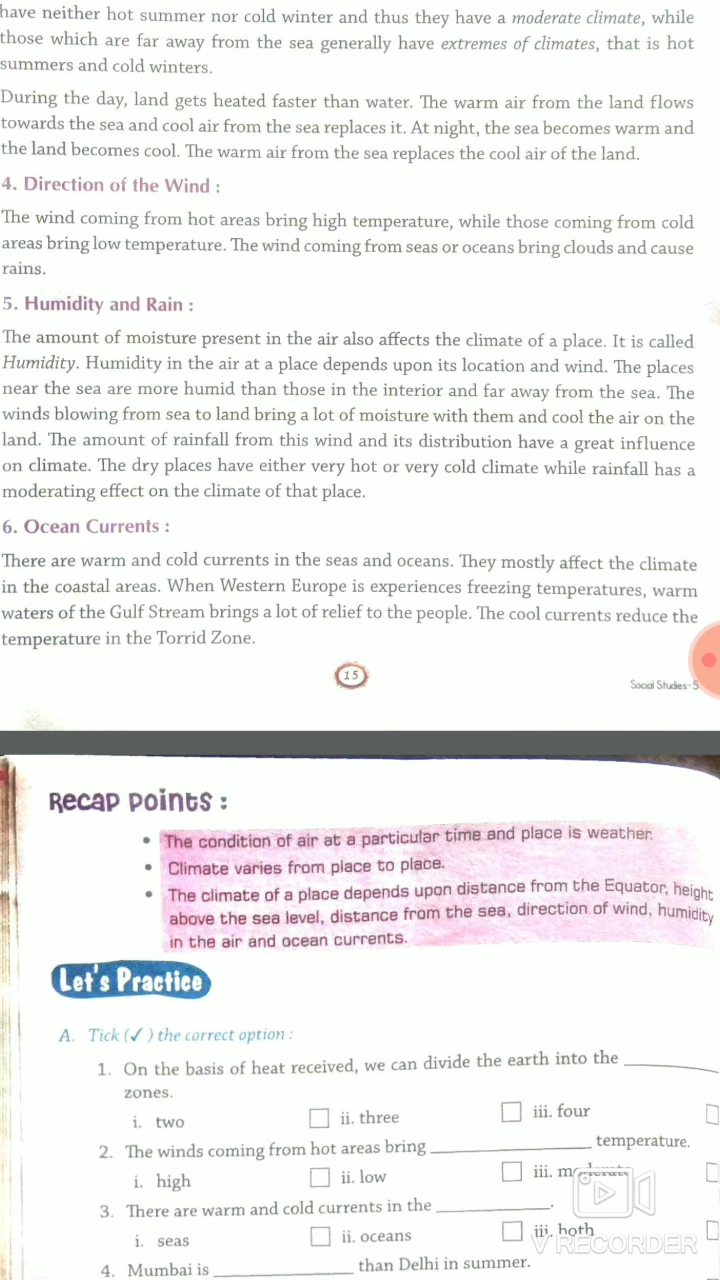 have neither hot summer nor cold winter and thus they have a moderate climate, while
those which are far away from the sea generally have extremes of climates, that is hot
summers and cold winters.
During the day, land gets heated faster than water. The warm air from the land flows
towards the sea and cool air from the sea replaces it. At night, the sea becomes warm and
the land becomes cool. The warm air from the sea replaces the cool air of the land.
4. Direction of the Wind :
The wind coming from hot areas bring high temperature, while those coming from cold
areas bring low temperature. The wind coming from seas or oceans bring clouds and cause
rains.
5. Humidity and Rain :
The amount of moisture present in the air also affects the climate of a place. It is called
Humidity. Humidity in the air at a place depends upon its location and wind. The places
near the sea are more humid than those in the interior and far away from the sea. The
winds blowing from sea to land bring a lot of moisture with them and cool the air on the
land. The amount of rainfall from this wind and its distribution have a great influence
on climate. The dry places have either very hot or very cold climate while rainfall has a
moderating effect on the climate of that place.
6. Ocean Currents :
There are warm and cold currents in the seas and oceans. They mostly affect the climate
in the coastal areas. When Western Europe is experiences freezing temperatures, warm
waters of the Gulf Stream brings a lot of relief to the people. The cool currents reduce the
temperature in the Torrid Zone.
15
Social Studies-5
Recap Points :
• The condition of air at a particular time and place is weather.
• Climate varies from place to place.
• The climate of a place depends upon distance from the Equator, height
above the sea level, distance from the sea, direction of wind, humidity
in the air and ocean currents.
Let's Practice
A. Tick (✓) the correct option :
1. On the basis of heat received, we can divide the earth into the ________
zones.
i. two ii. three iii. four
2. The winds coming from hot areas bring ________ temperature.
i. high ii. low iii. moderate
3. There are warm and cold currents in the ________.
i. seas ii. oceans iii. both
V RECORDER
4. Mumbai is ________ than Delhi in summer.